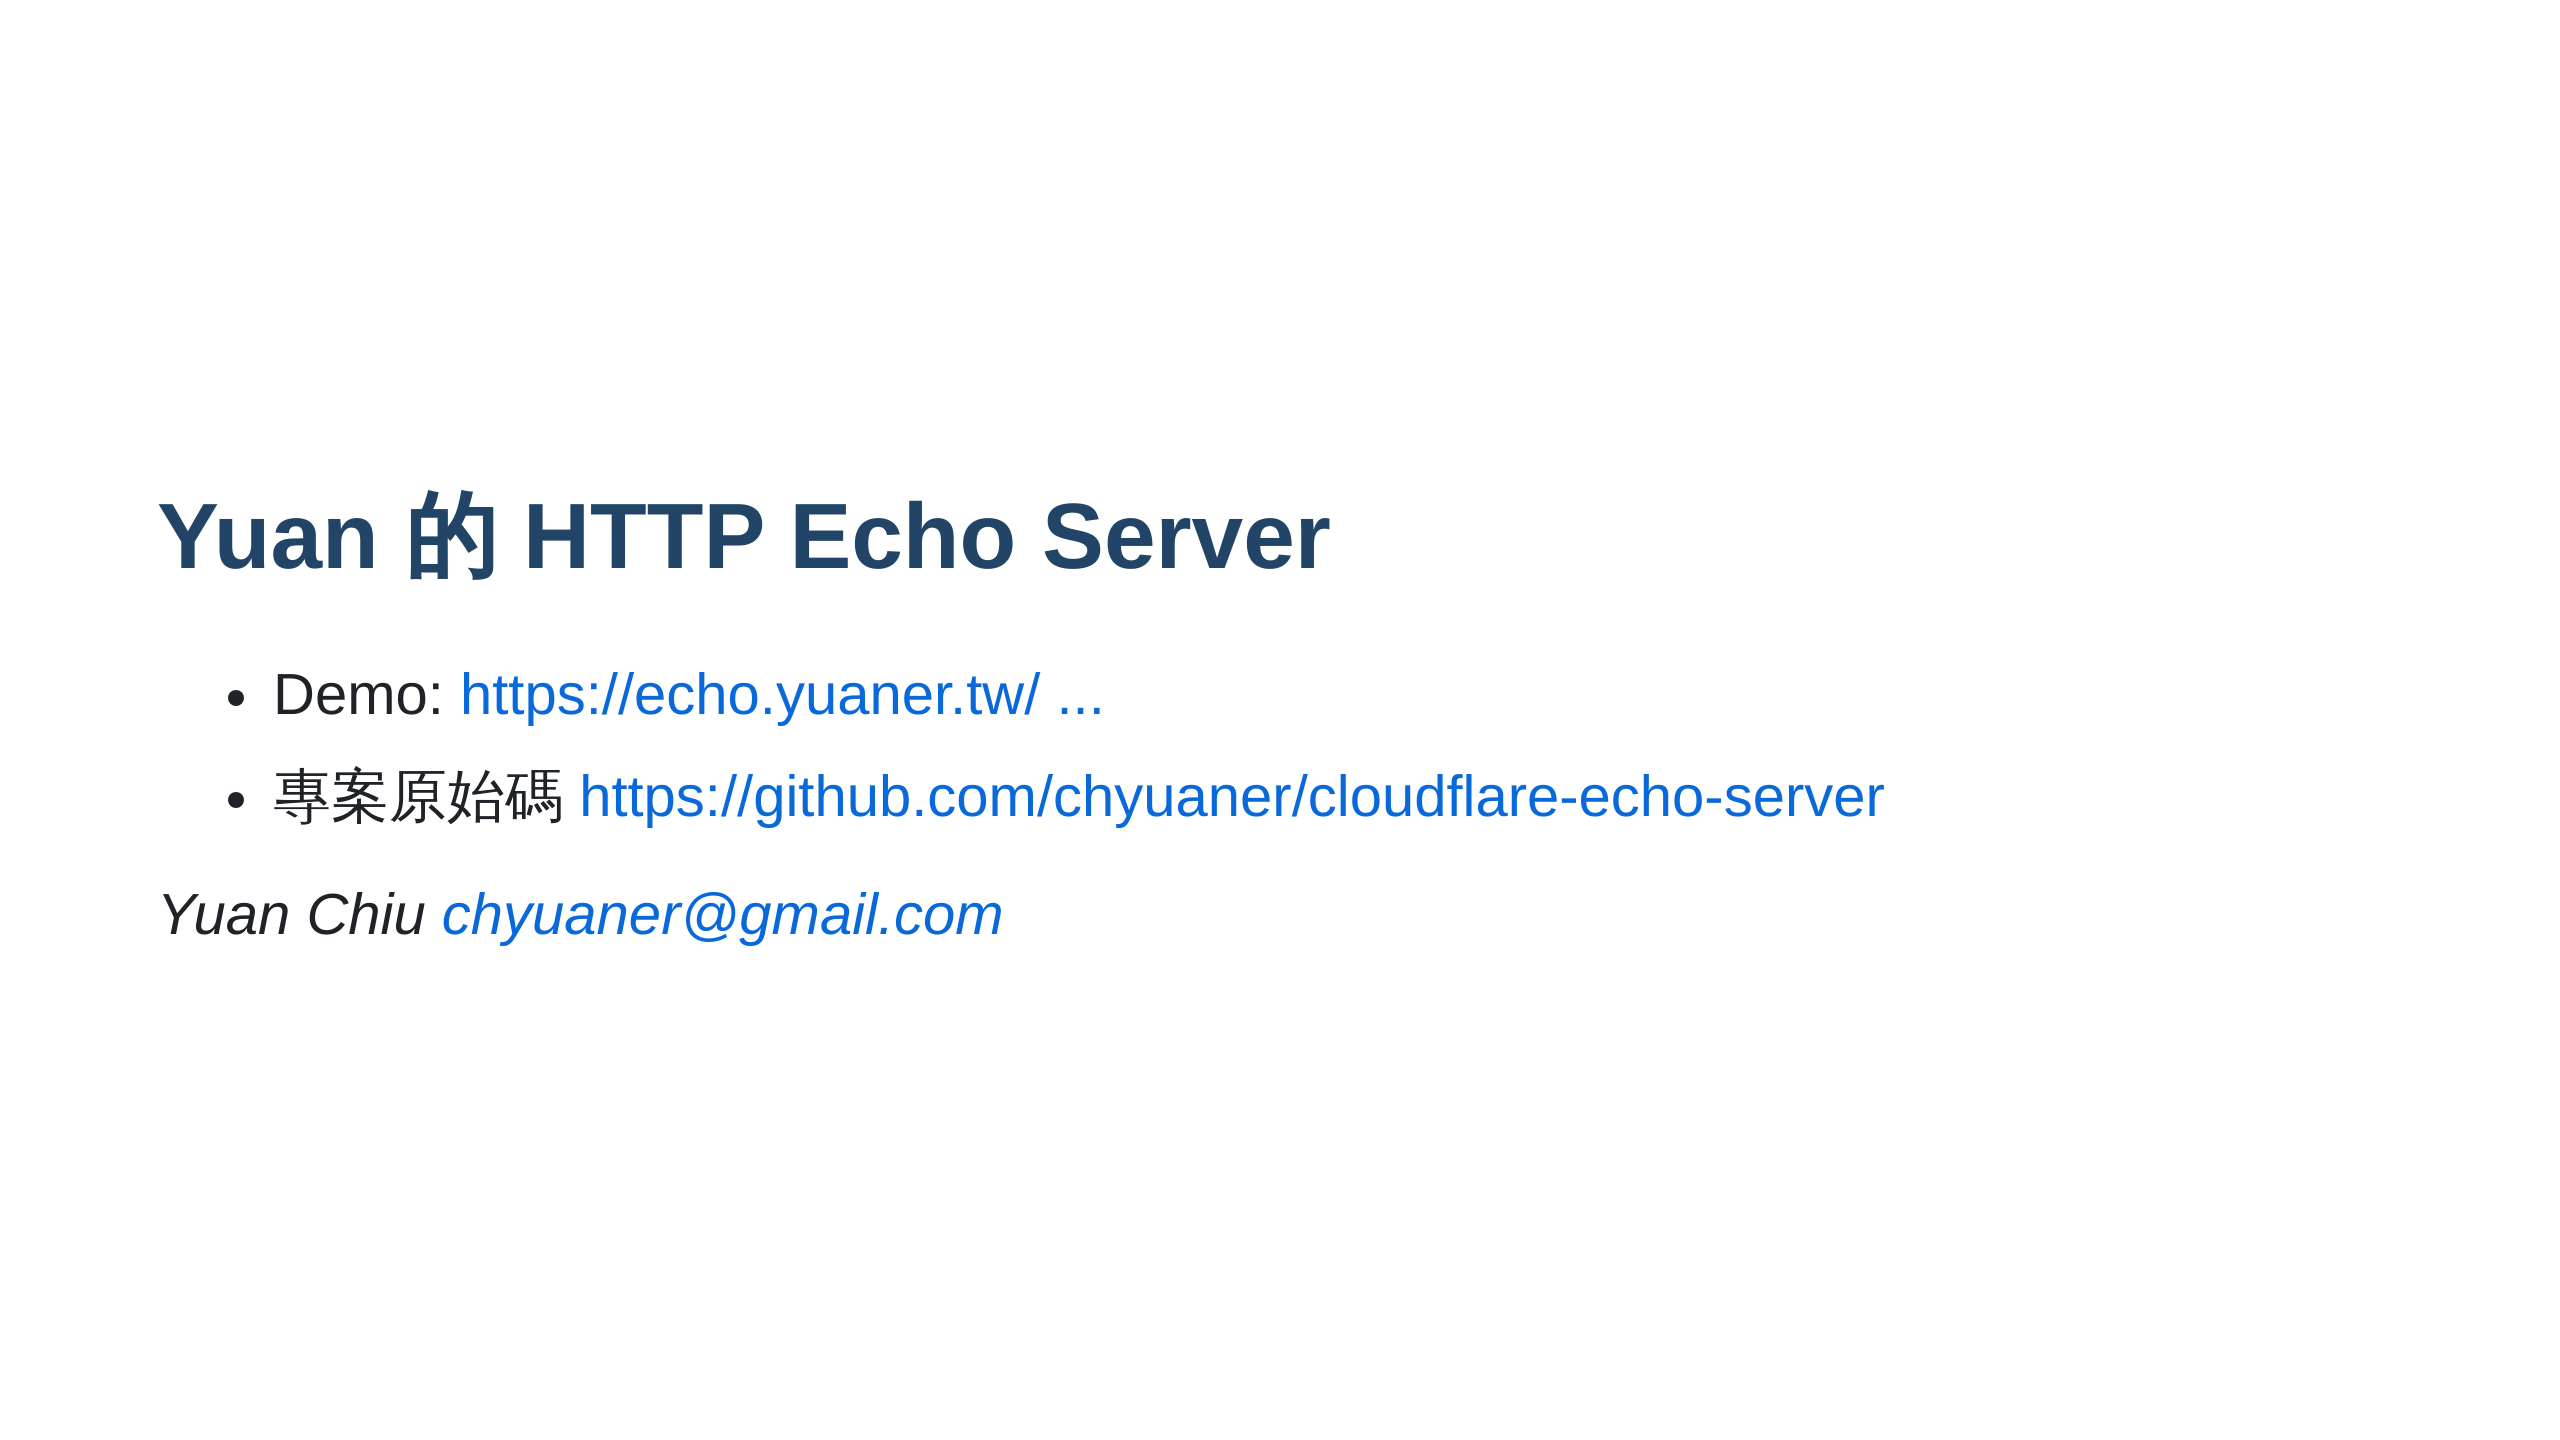 Yuan 的 HTTP Echo Server
• Demo: https://echo.yuaner.tw/ ...
• 專案原始碼 https://github.com/chyuaner/cloudflare-echo-server
Yuan Chiu chyuaner@gmail.com